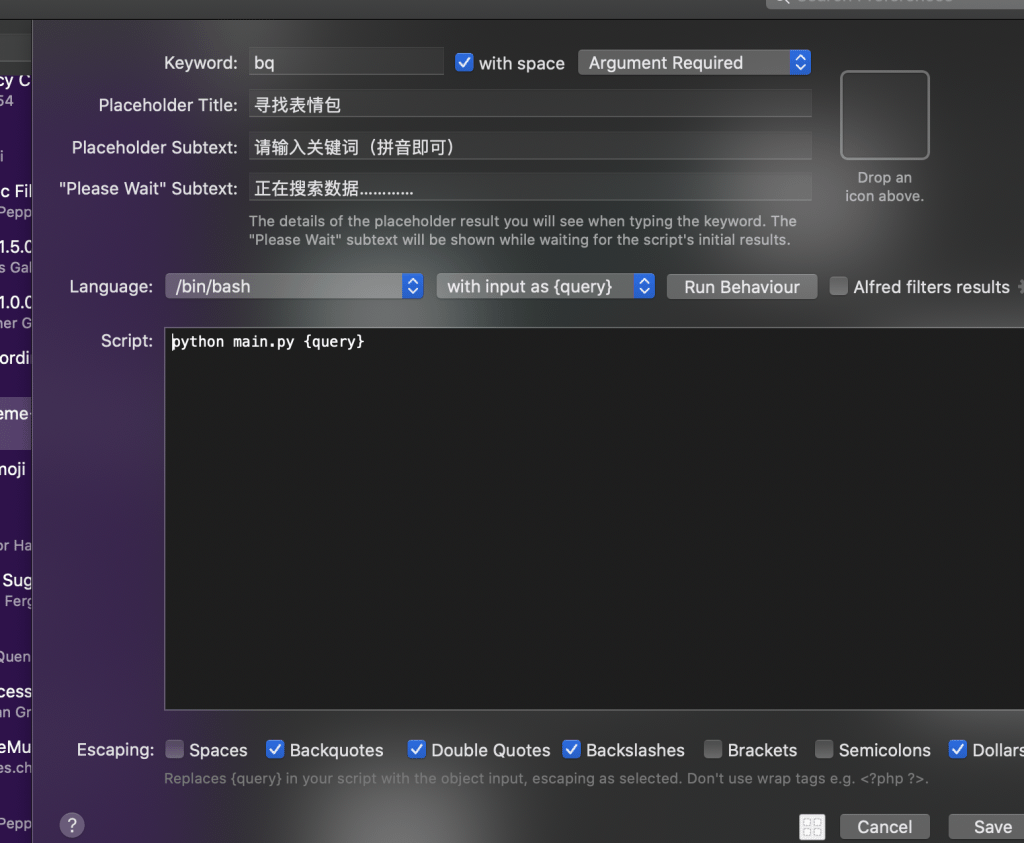 Keyword: bq with space Argument Required
Placeholder Title: 寻找表情包
Placeholder Subtext: 请输入关键词（拼音即可）
"Please Wait" Subtext: 正在搜索数据............
Drop an
icon above.
The details of the placeholder result you will see when typing the keyword. The
"Please Wait" subtext will be shown while waiting for the script's initial results.
Language: /bin/bash with input as {query} Run Behaviour Alfred filters results
Script: python main.py {query}
Escaping: Spaces Backquotes Double Quotes Backslashes Brackets Semicolons Dollars
Replaces {query} in your script with the object input, escaping as selected. Don't use wrap tags e.g. <?php ?>.
? Cancel Save
cy C
54
i
c Fil
Pepp
1.5.0
s Gal
1.0.0
ner G
ordi
eme-
moji
or Ha
Sug
Ferg
Quen
cess
an Gr
eMu
es.ch
Pepp